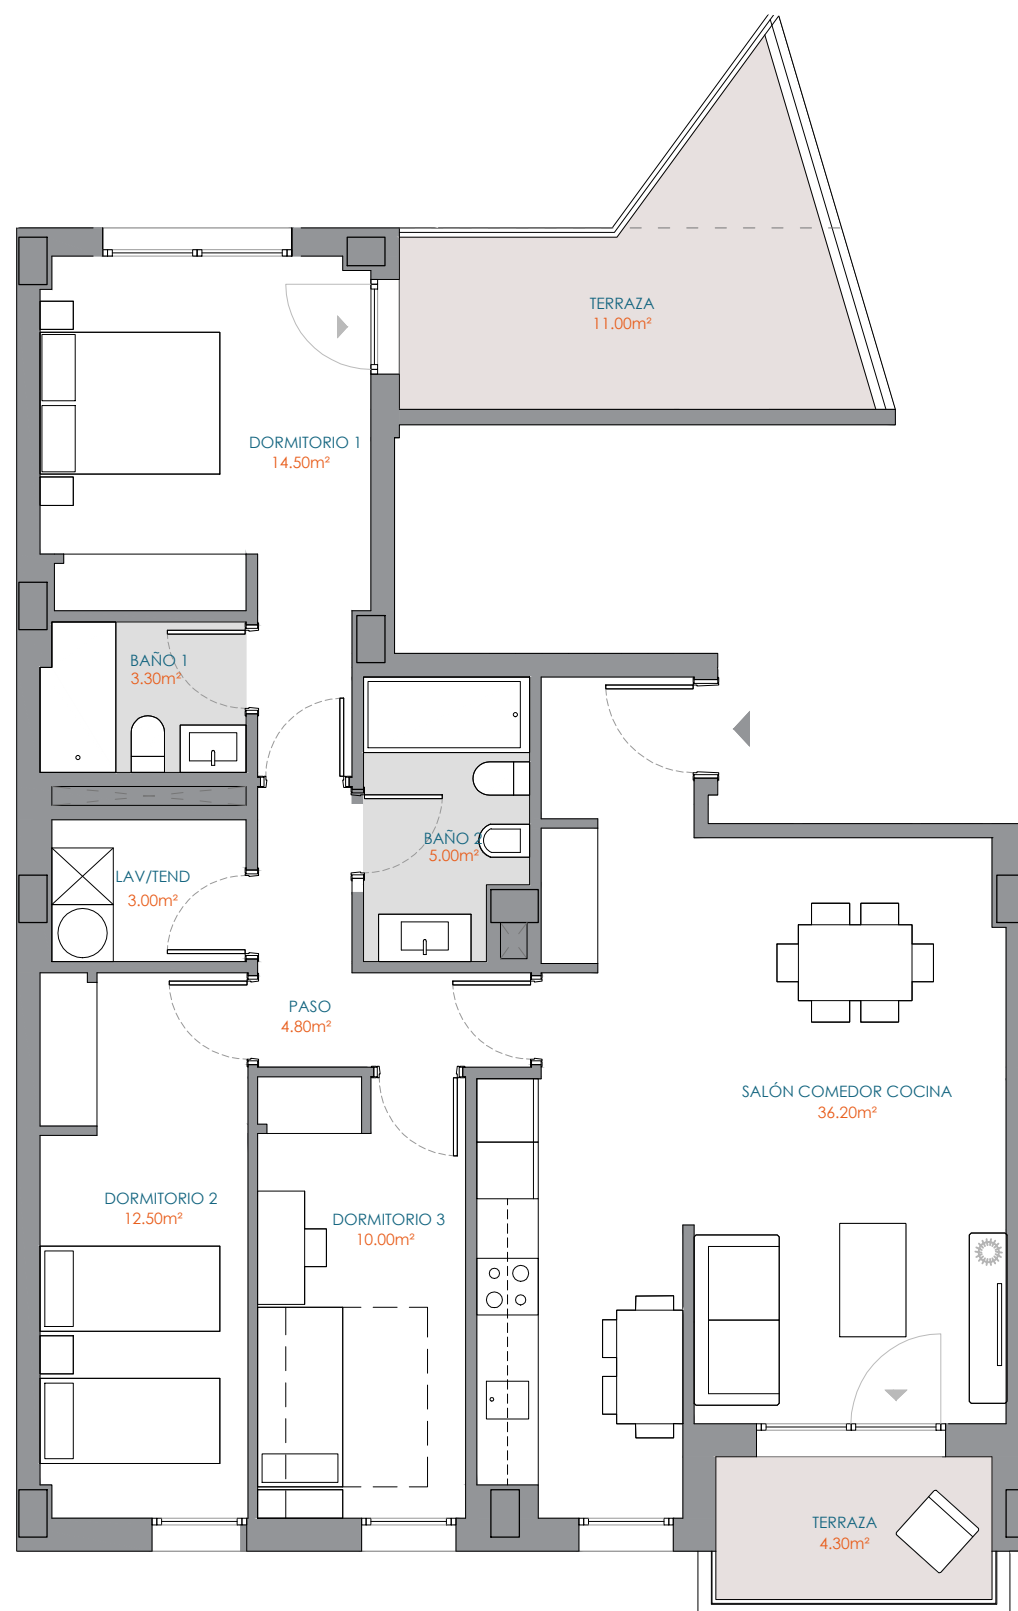 TERRAZA
11.00m²
DORMITORIO 1
14.50m²
BAÑO 1
3.30m²
BAÑO 2
5.00m²
LAV/TEND
3.00m²
PASO
4.80m²
SALÓN COMEDOR COCINA
36.20m²
DORMITORIO 2
12.50m²
DORMITORIO 3
10.00m²
TERRAZA
4.30m²